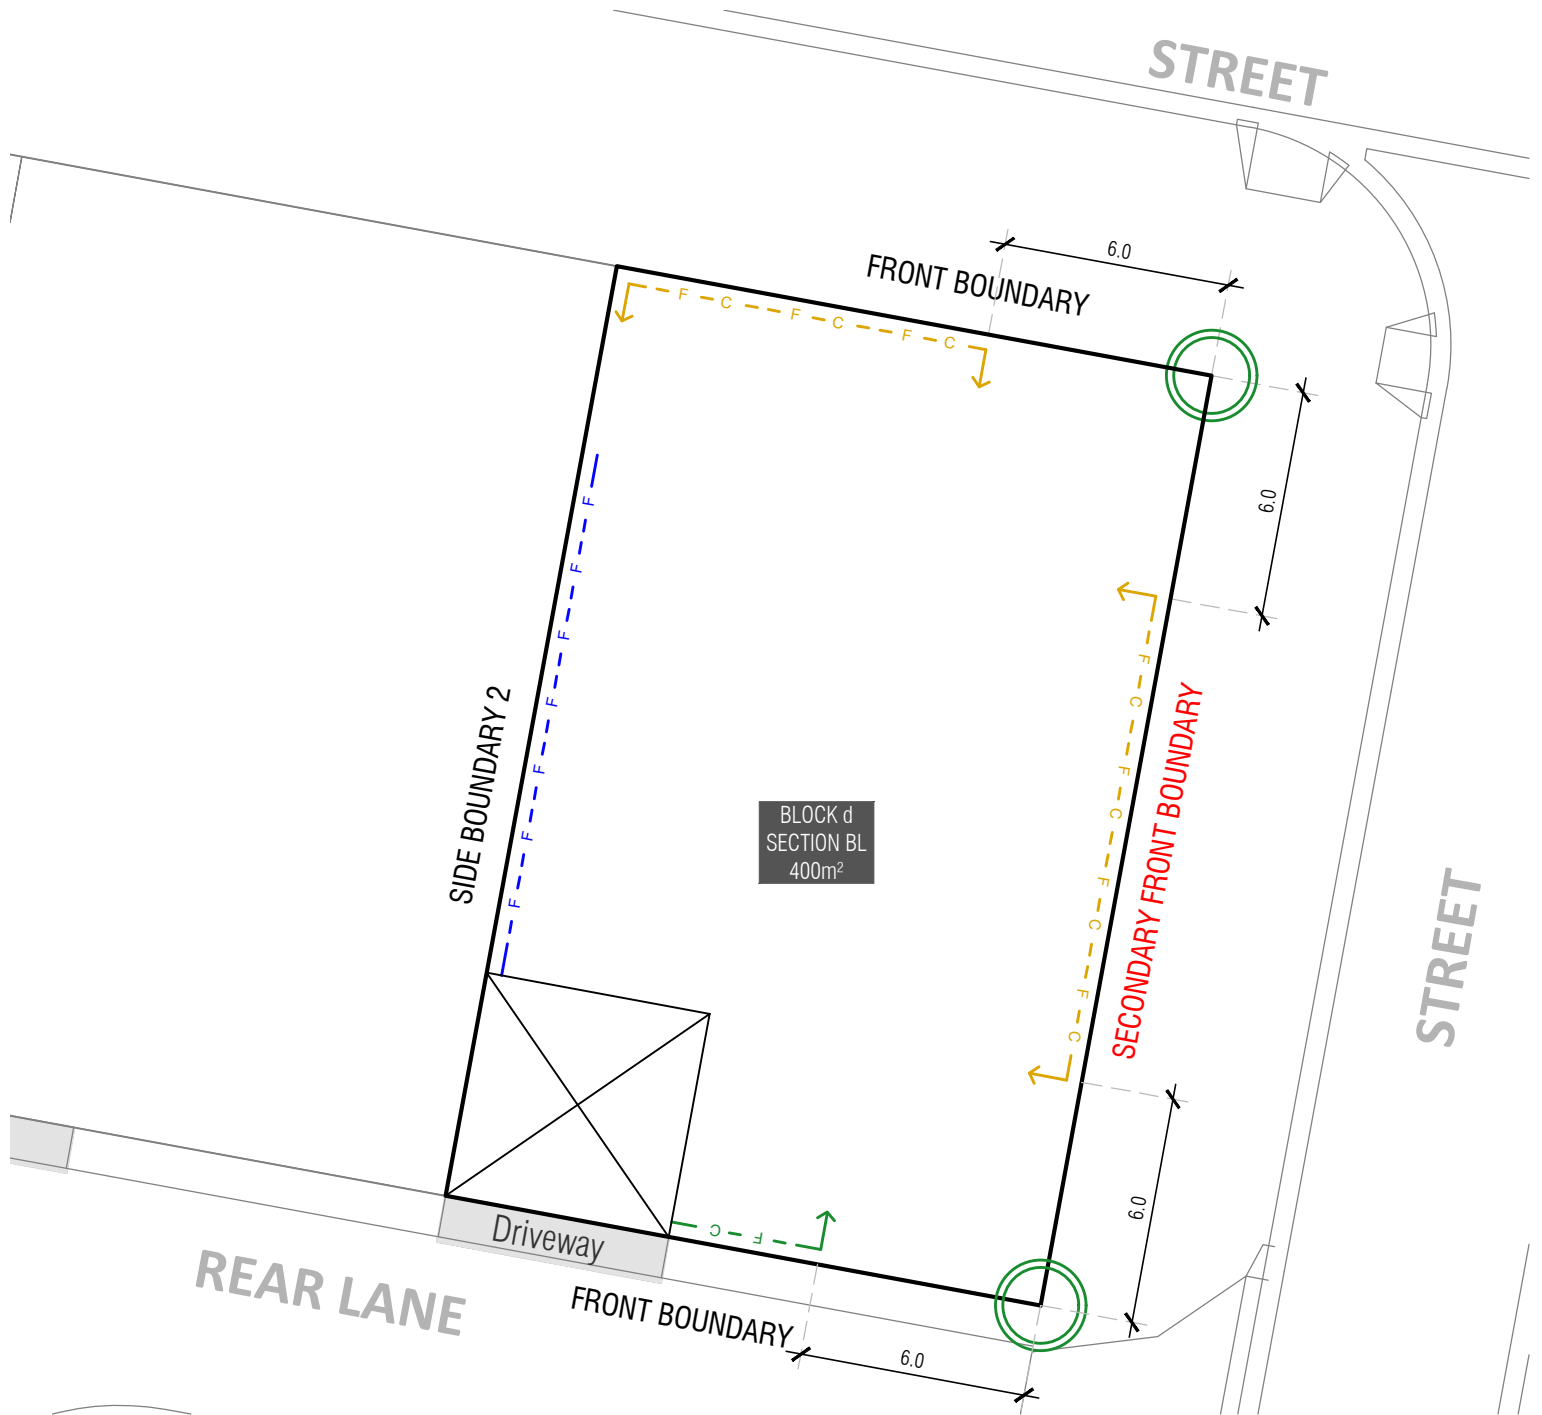 STREET
6.0
FRONT BOUNDARY
F C F C F C
6.0
F
F
F
F
F
F
F
F C F C F C F C
SIDE BOUNDARY 2
SECONDARY FRONT BOUNDARY
BLOCK d
SECTION BL
400m²
STREET
6.0
C F
Driveway
REAR LANE
FRONT BOUNDARY
6.0